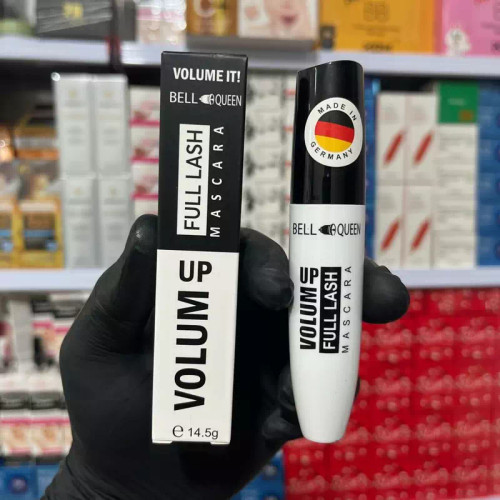 VOLUME IT!
BELL QUEEN
FULL LASH
MASCARA
VOLUM UP
℮ 14.5g
MADE IN
GERMANY
BELL QUEEN
VOLUM UP
FULL LASH
MASCARA